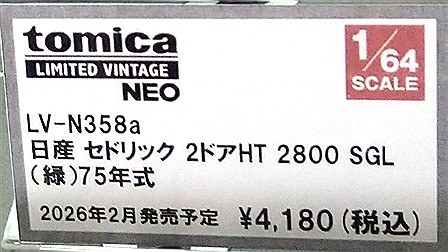 tomica
LIMITED VINTAGE
NEO
1/64
SCALE
LV-N358a
日産 セドリック 2ドアHT 2800 SGL
(緑)75年式
2026年2月発売予定 ¥4,180(税込)